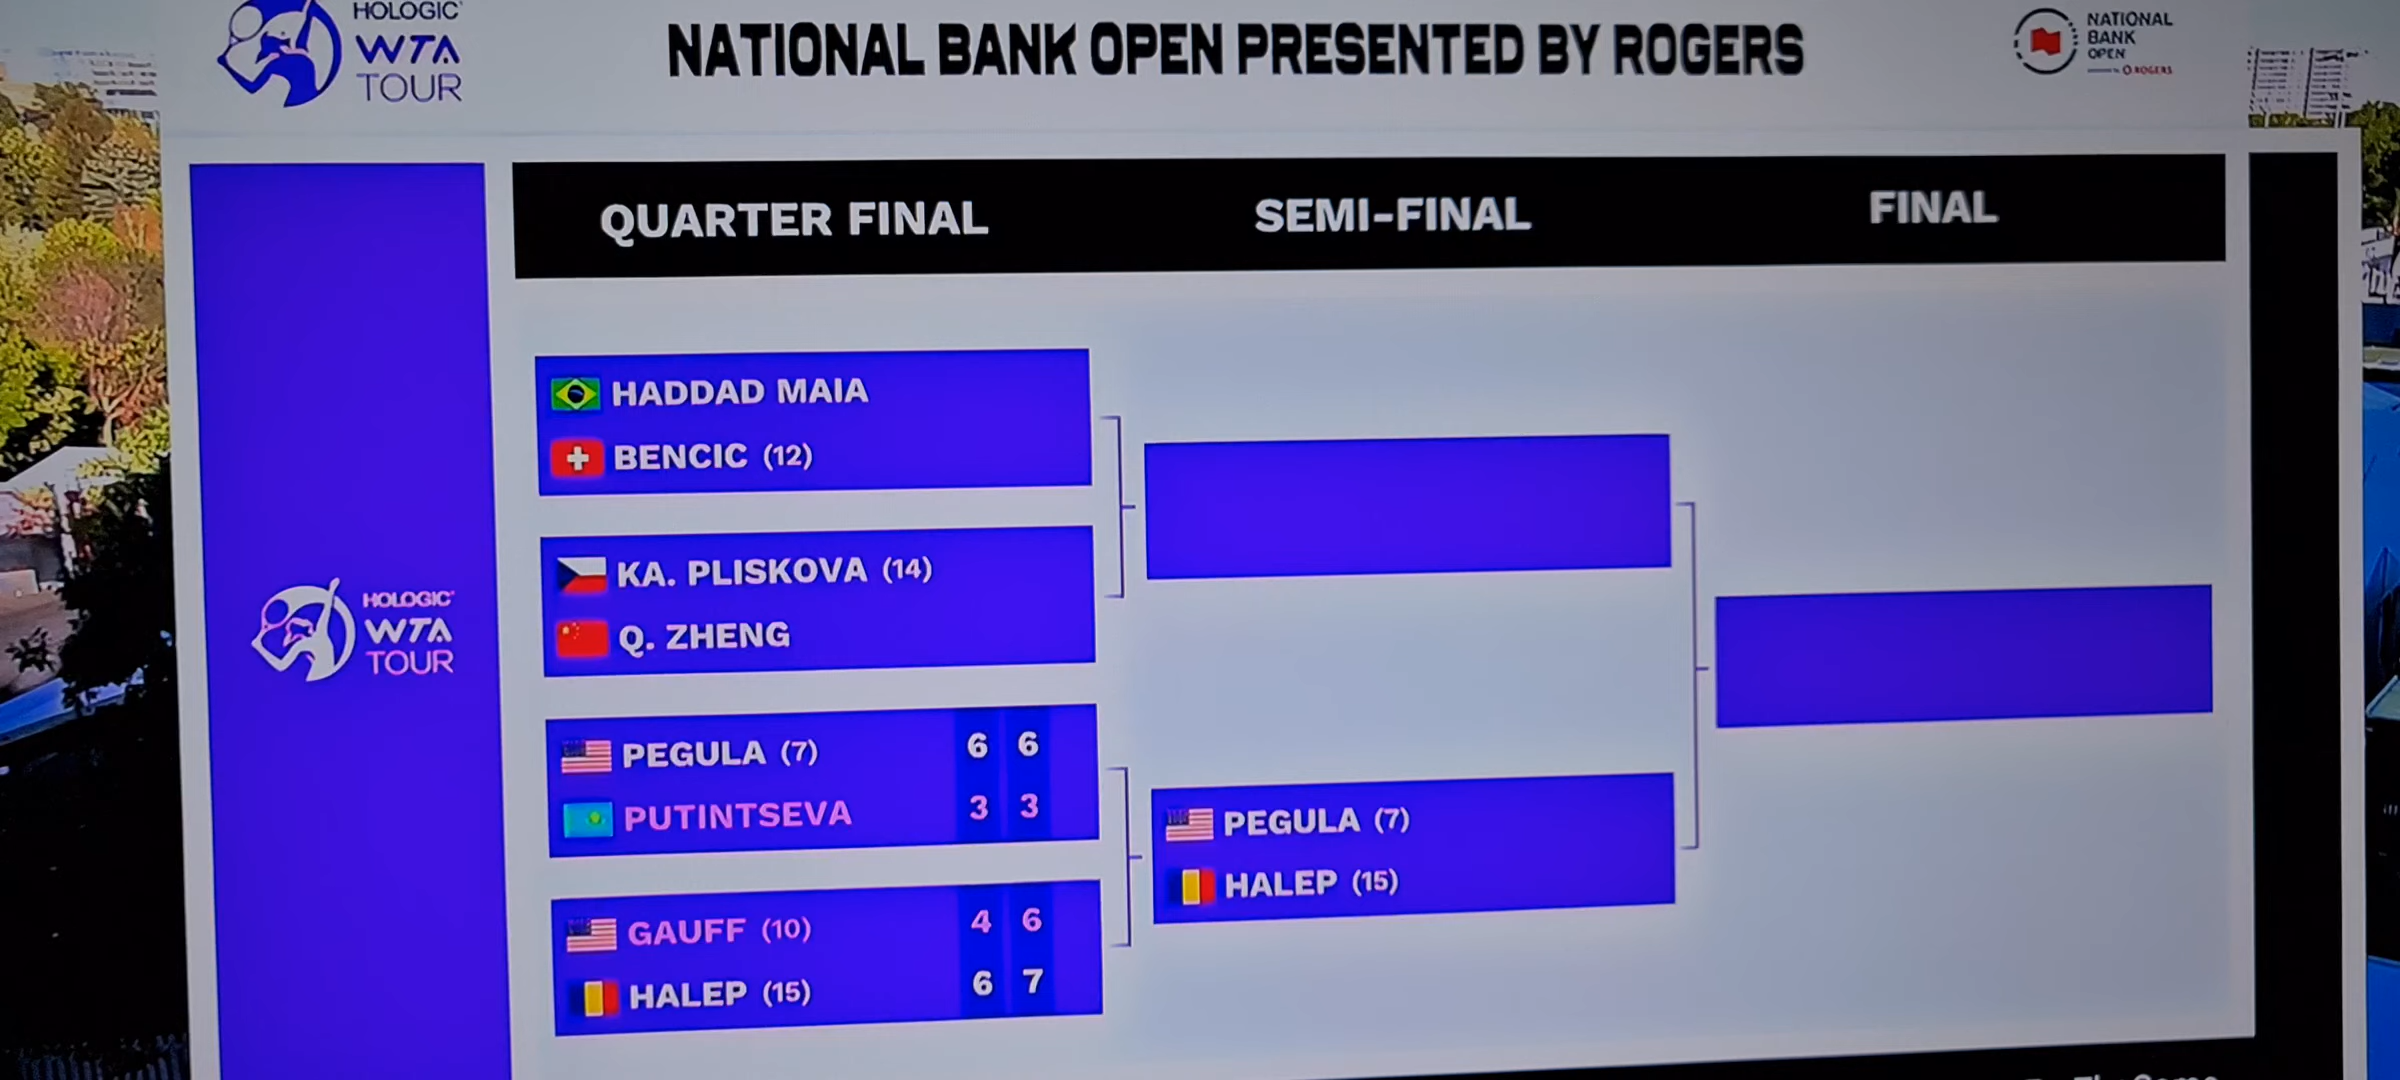 HOLOGIC
WTA
TOUR
NATIONAL BANK OPEN PRESENTED BY ROGERS
NATIONAL
BANK
OPEN
ROGERS
QUARTER FINAL
SEMI-FINAL
FINAL
HADDAD MAIA
BENCIC (12)
KA. PLISKOVA (14)
Q. ZHENG
PEGULA (7) 6 6
PUTINTSEVA 3 3
GAUFF (10) 4 6
HALEP (15) 6 7
PEGULA (7)
HALEP (15)
HOLOGIC
WTA
TOUR